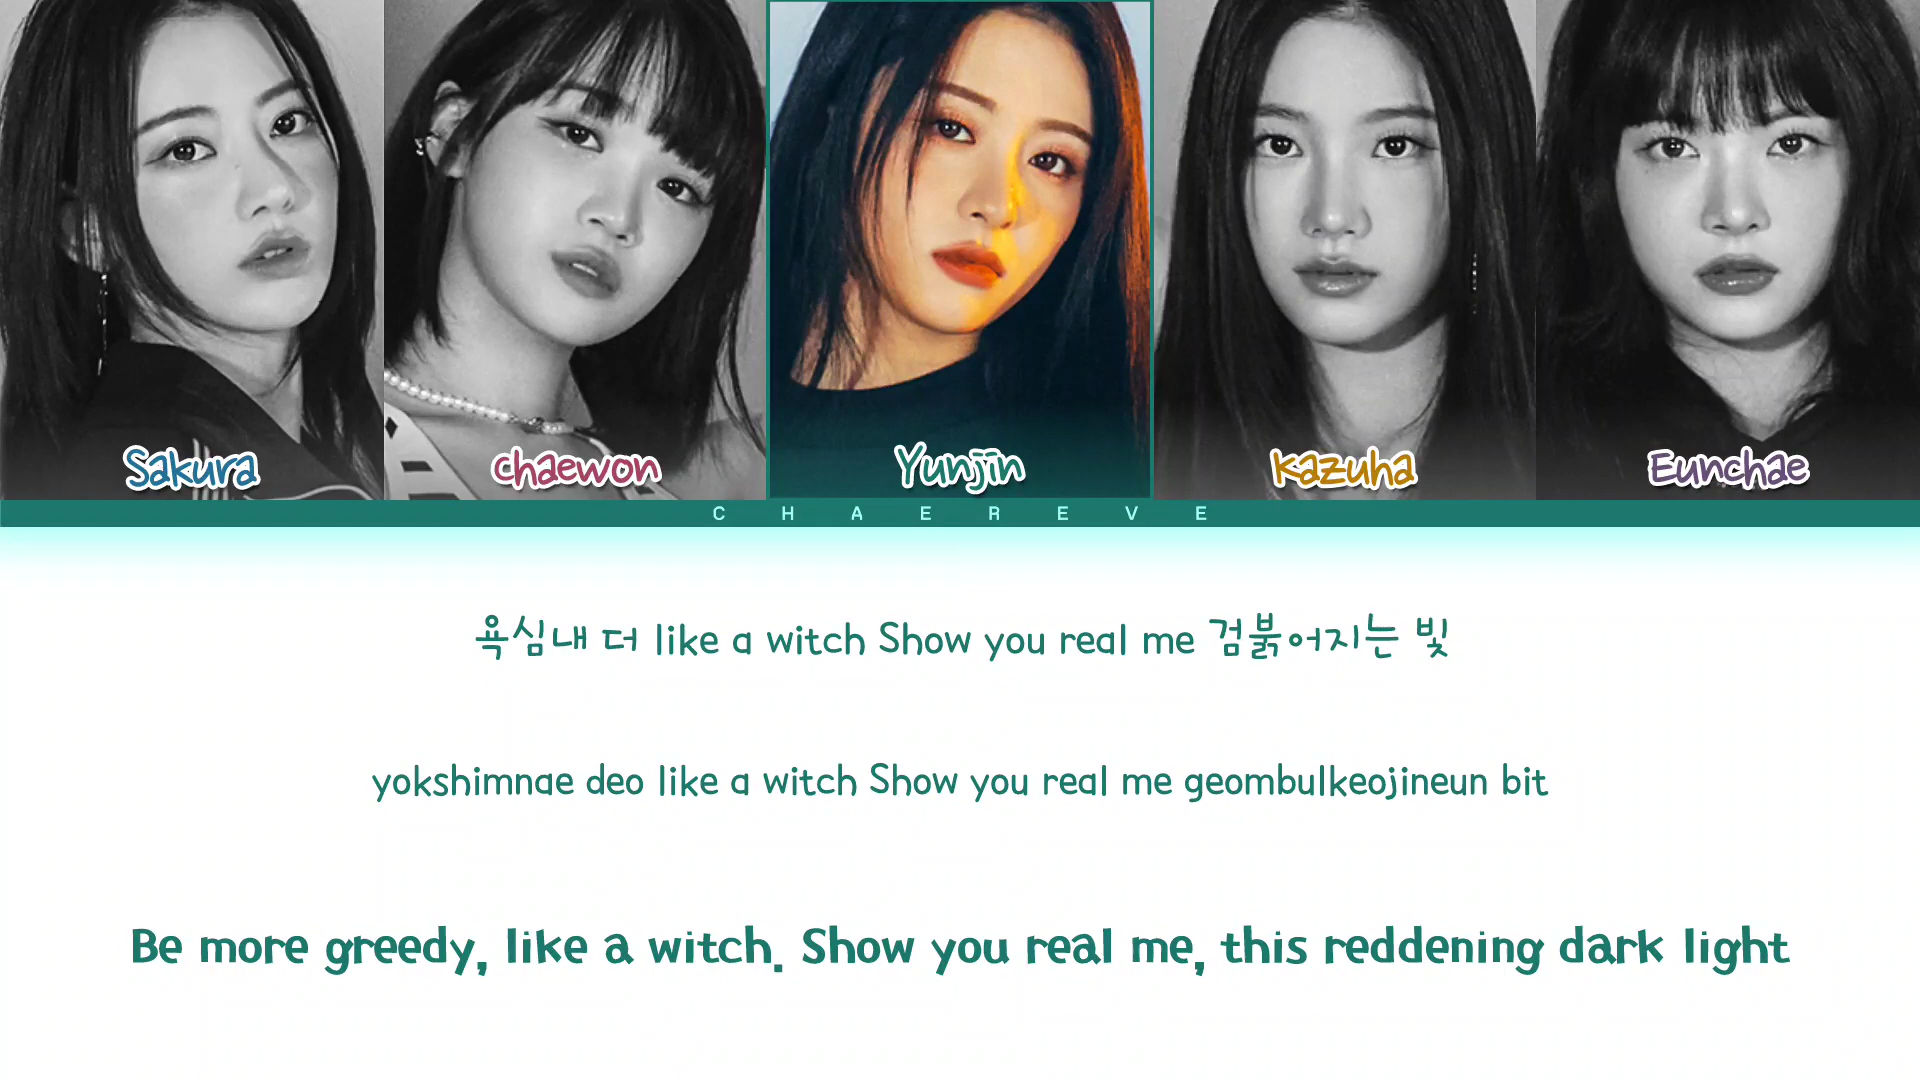 Sakura
chaewon
Yunjin
Kazuha
Eunchae
CHAEREVE
욕심내 더 like a witch Show you real me 검붉어지는 빛
yokshimnae deo like a witch Show you real me geombulkeojineun bit
Be more greedy, like a witch. Show you real me, this reddening dark light